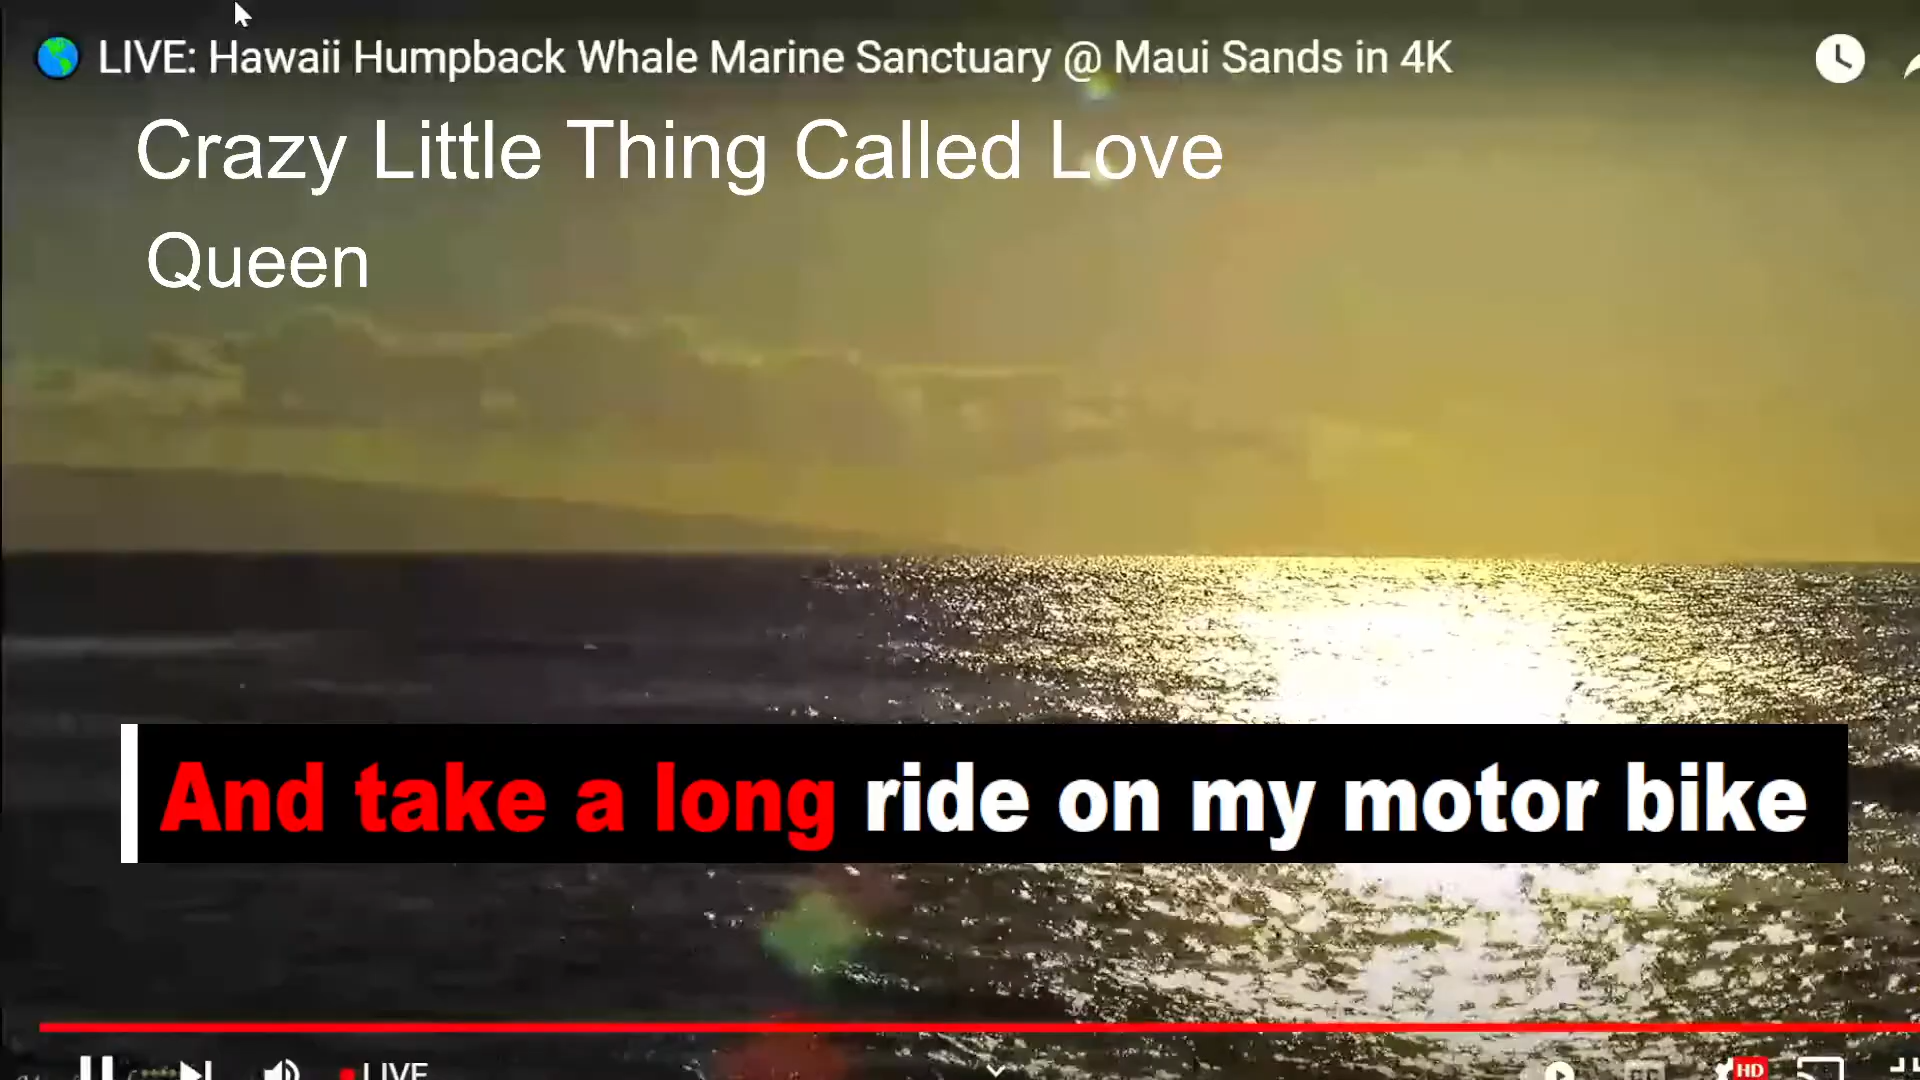 LIVE: Hawaii Humpback Whale Marine Sanctuary @ Maui Sands in 4K
Crazy Little Thing Called Love
Queen
And take a long ride on my motor bike
LIVE
HD